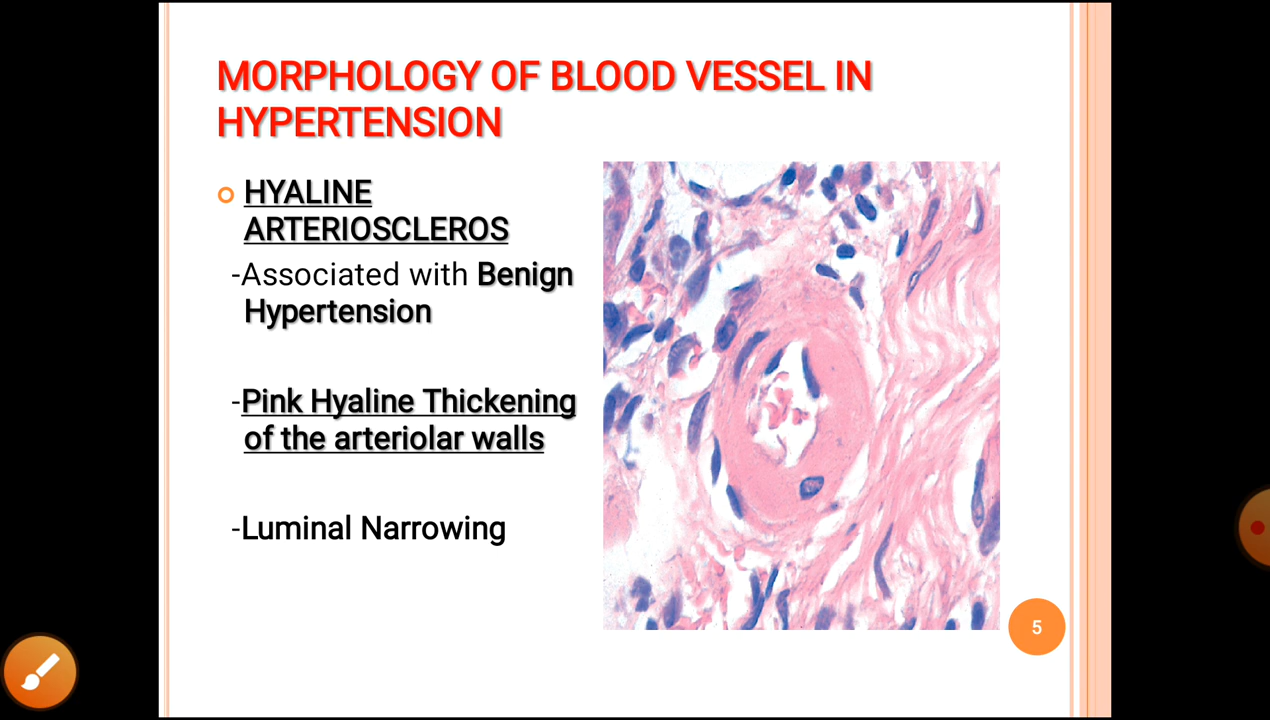 MORPHOLOGY OF BLOOD VESSEL IN
HYPERTENSION
HYALINE
ARTERIOSCLEROS
-Associated with Benign
Hypertension
-Pink Hyaline Thickening
of the arteriolar walls
-Luminal Narrowing
5